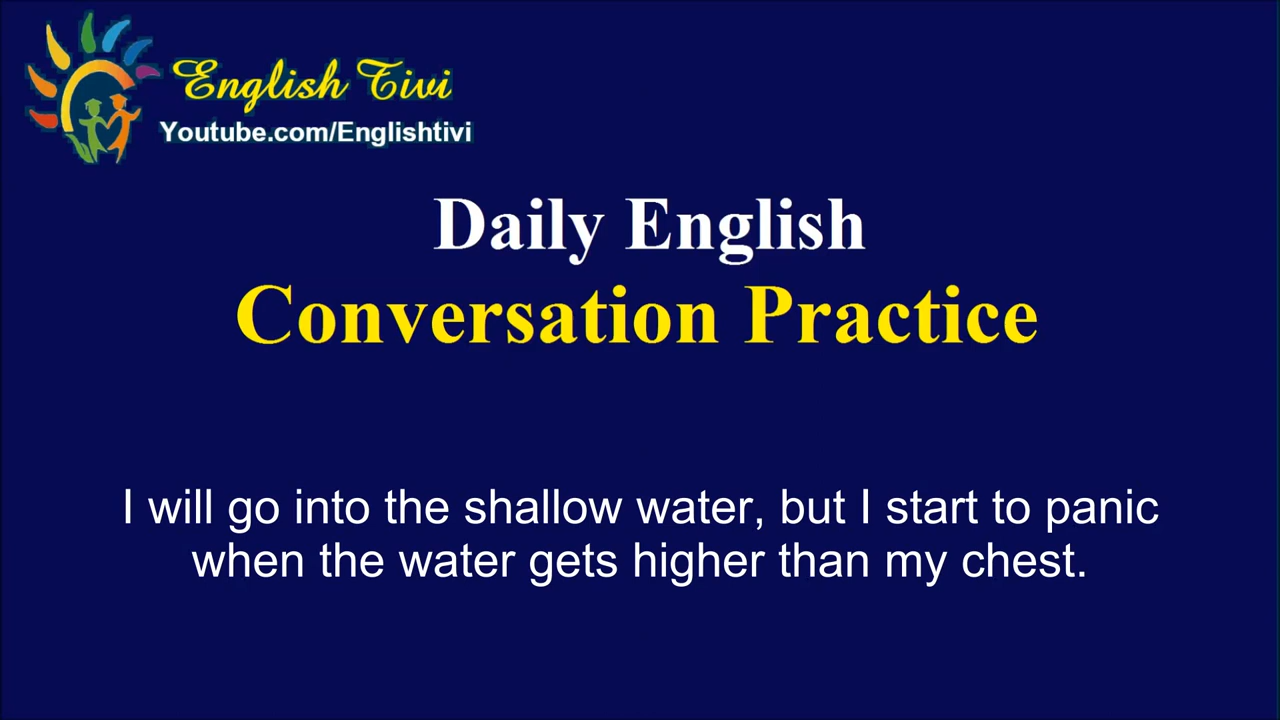 English Tivi
Youtube.com/Englishtivi
Daily English
Conversation Practice
I will go into the shallow water, but I start to panic
when the water gets higher than my chest.